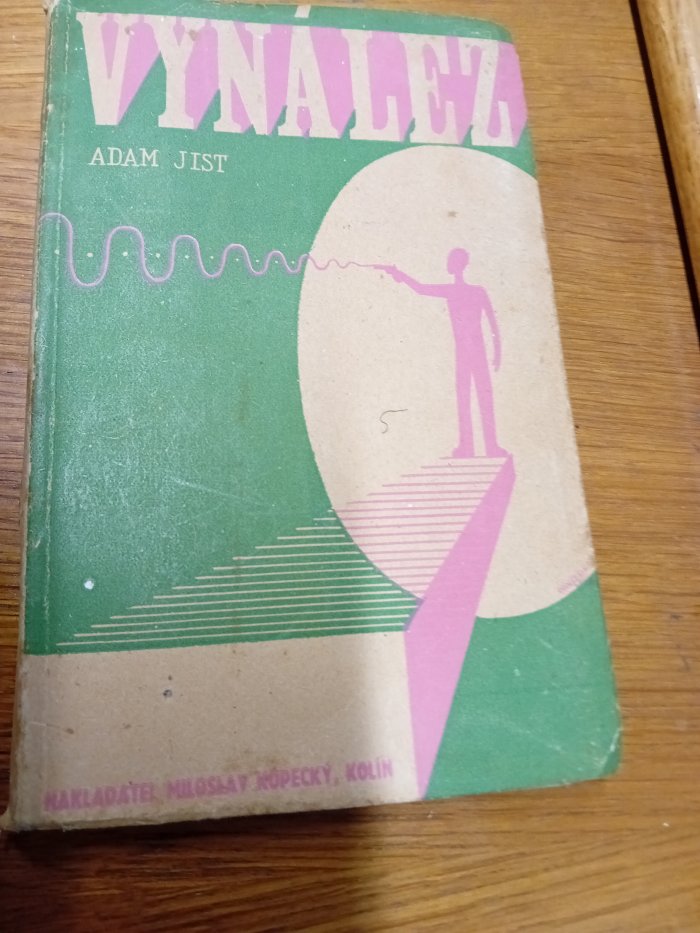 VYNÁLEZ
ADAM JIST
NAKLADATEL MILOSLAV KOPECKÝ, KOLÍN